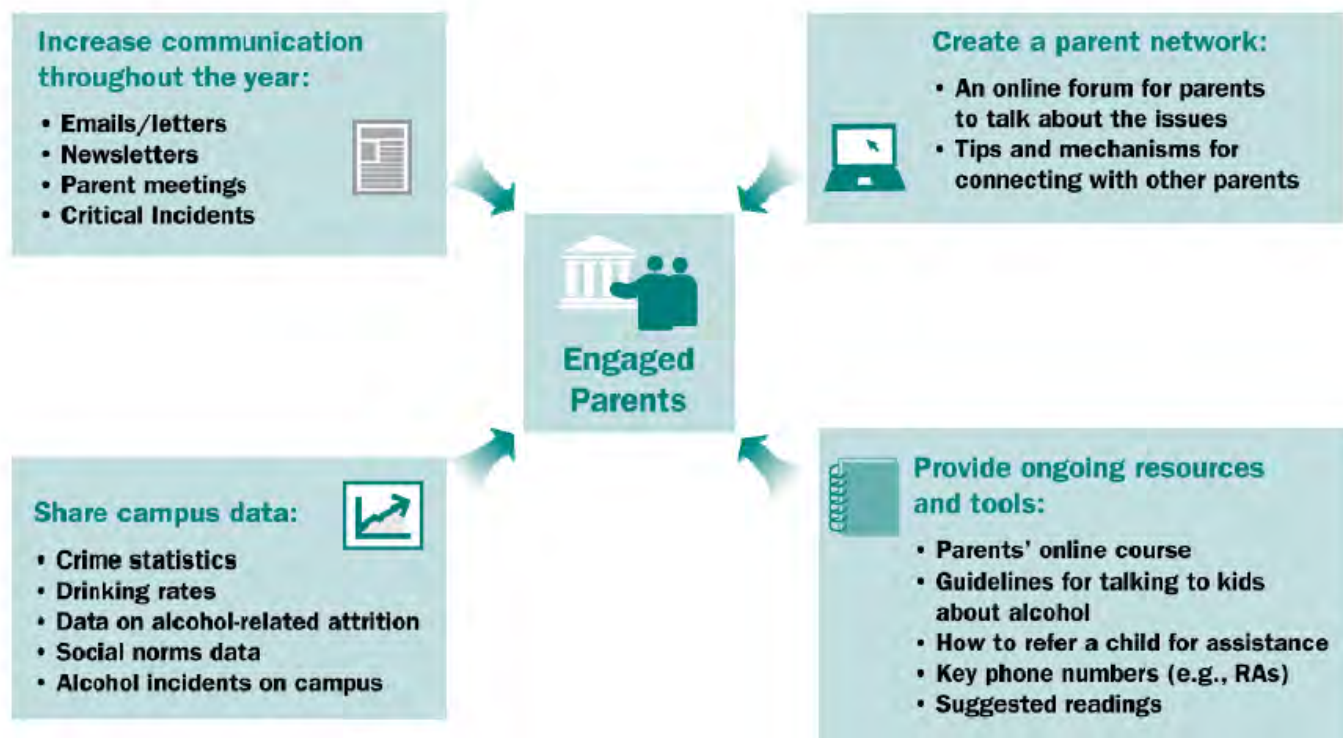 Increase communication
throughout the year:
• Emails/letters
• Newsletters
• Parent meetings
• Critical Incidents
Create a parent network:
• An online forum for parents
to talk about the issues
• Tips and mechanisms for
connecting with other parents
Engaged
Parents
Share campus data:
• Crime statistics
• Drinking rates
• Data on alcohol-related attrition
• Social norms data
• Alcohol incidents on campus
Provide ongoing resources
and tools:
• Parents' online course
• Guidelines for talking to kids
about alcohol
• How to refer a child for assistance
• Key phone numbers (e.g., RAs)
• Suggested readings